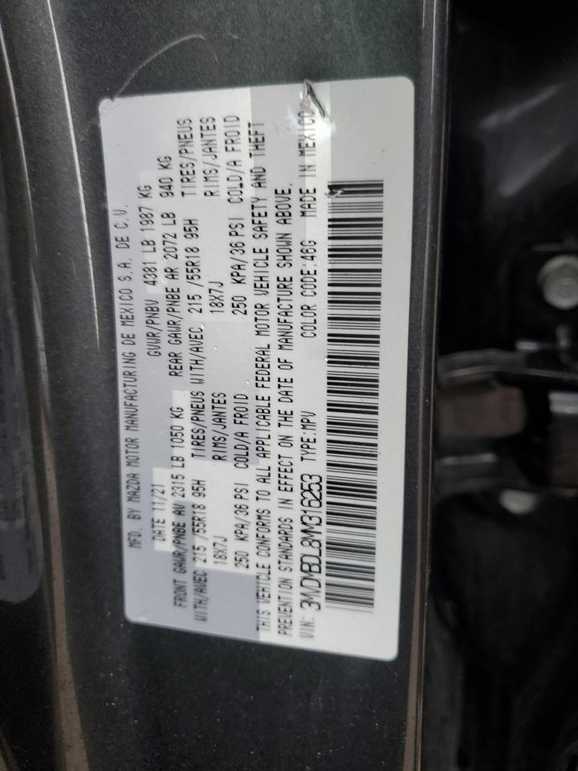 MFD. BY MAZDA MOTOR MANUFACTURING DE MEXICO S.A. DE C.V.
DATE 11/21 GVWR/PNBV 4381 LB 1987 KG
FRONT GAWR/PNBE AV 2315 LB 1050 KG REAR GAWR/PNBE AR 2072 LB 940 KG
WITH/AVEC 215 /55R18 95H TIRES/PNEUS WITH/AVEC 215 /55R18 95H TIRES/PNEUS
18X7J RIMS/JANTES 18X7J RIMS/JANTES
250 KPA/36 PSI COLD/A FROID 250 KPA/36 PSI COLD/A FROID
THIS VEHICLE CONFORMS TO ALL APPLICABLE FEDERAL MOTOR VEHICLE SAFETY AND THEFT
PREVENTION STANDARDS IN EFFECT ON THE DATE OF MANUFACTURE SHOWN ABOVE.
VIN: TYPE:MPV COLOR CODE:46G MADE IN MEXICO